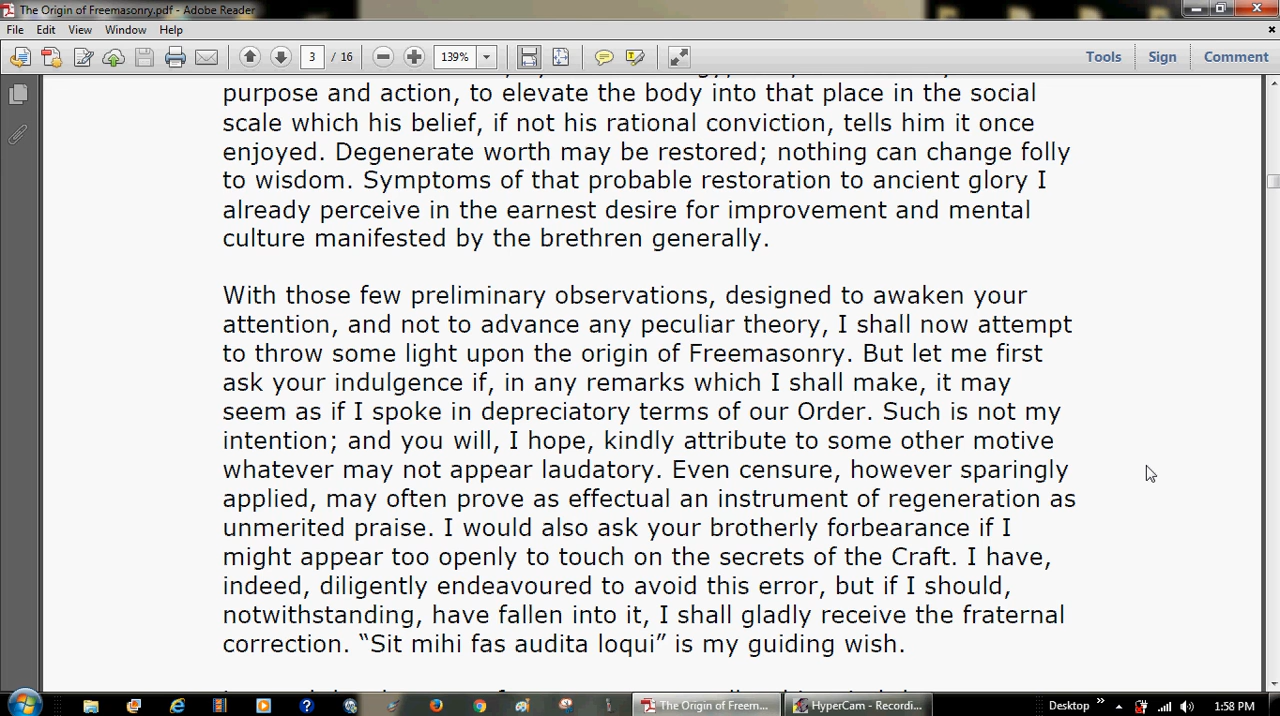 The Origin of Freemasonry.pdf - Adobe Reader
File Edit View Window Help
3 / 16 139% Tools Sign Comment
purpose and action, to elevate the body into that place in the social
scale which his belief, if not his rational conviction, tells him it once
enjoyed. Degenerate worth may be restored; nothing can change folly
to wisdom. Symptoms of that probable restoration to ancient glory I
already perceive in the earnest desire for improvement and mental
culture manifested by the brethren generally.
With those few preliminary observations, designed to awaken your
attention, and not to advance any peculiar theory, I shall now attempt
to throw some light upon the origin of Freemasonry. But let me first
ask your indulgence if, in any remarks which I shall make, it may
seem as if I spoke in depreciatory terms of our Order. Such is not my
intention; and you will, I hope, kindly attribute to some other motive
whatever may not appear laudatory. Even censure, however sparingly
applied, may often prove as effectual an instrument of regeneration as
unmerited praise. I would also ask your brotherly forbearance if I
might appear too openly to touch on the secrets of the Craft. I have,
indeed, diligently endeavoured to avoid this error, but if I should,
notwithstanding, have fallen into it, I shall gladly receive the fraternal
correction. “Sit mihi fas audita loqui” is my guiding wish.
The Origin of Freem... HyperCam - Recordi... Desktop 1:58 PM